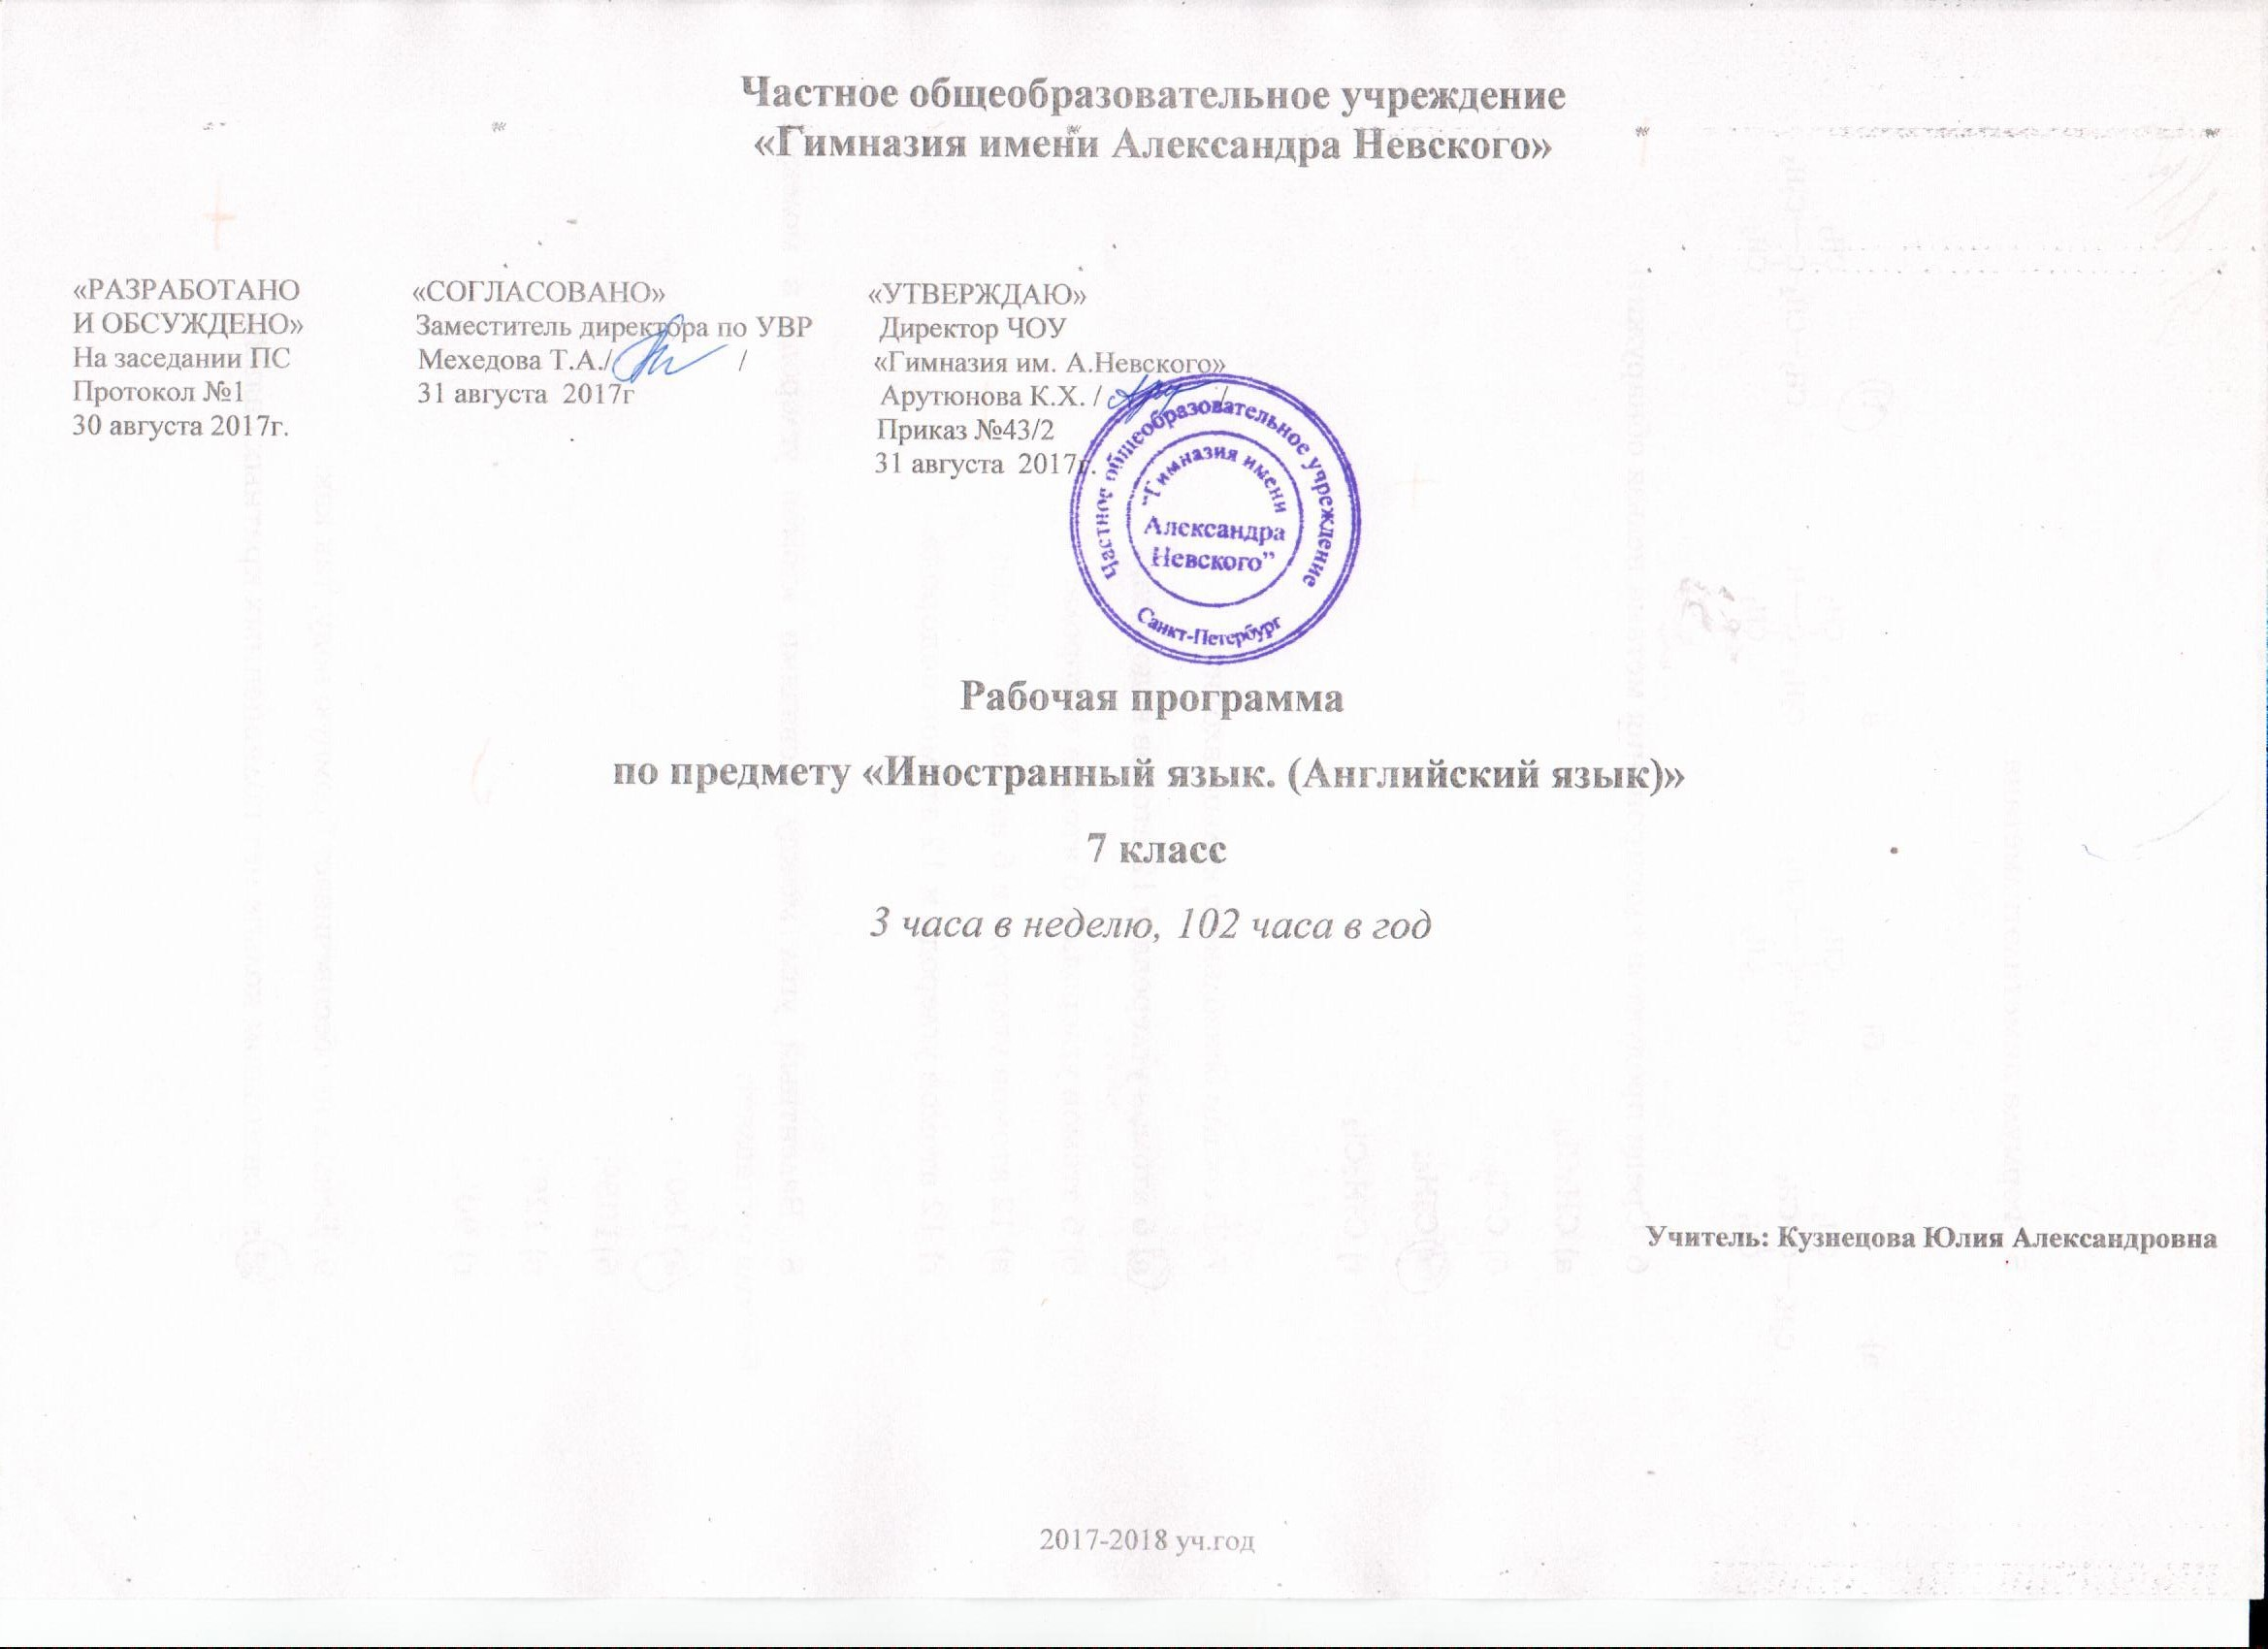 Частное общеобразовательное учреждение
«Гимназия имени Александра Невского»
«РАЗРАБОТАНО
И ОБСУЖДЕНО»
На заседании ПС
Протокол №1
30 августа 2017г.
«СОГЛАСОВАНО»
Заместитель директора по УВР
Мехедова Т.А./ /
31 августа 2017г
«УТВЕРЖДАЮ»
Директор ЧОУ
«Гимназия им. А.Невского»
Арутюнова К.Х. / /
Приказ №43/2
31 августа 2017г.
Частное общеобразовательное учреждение
"Гимназия имени
Александра
Невского"
Санкт-Петербург
Рабочая программа
по предмету «Иностранный язык. (Английский язык)»
7 класс
3 часа в неделю, 102 часа в год
Учитель: Кузнецова Юлия Александровна
2017-2018 уч.год